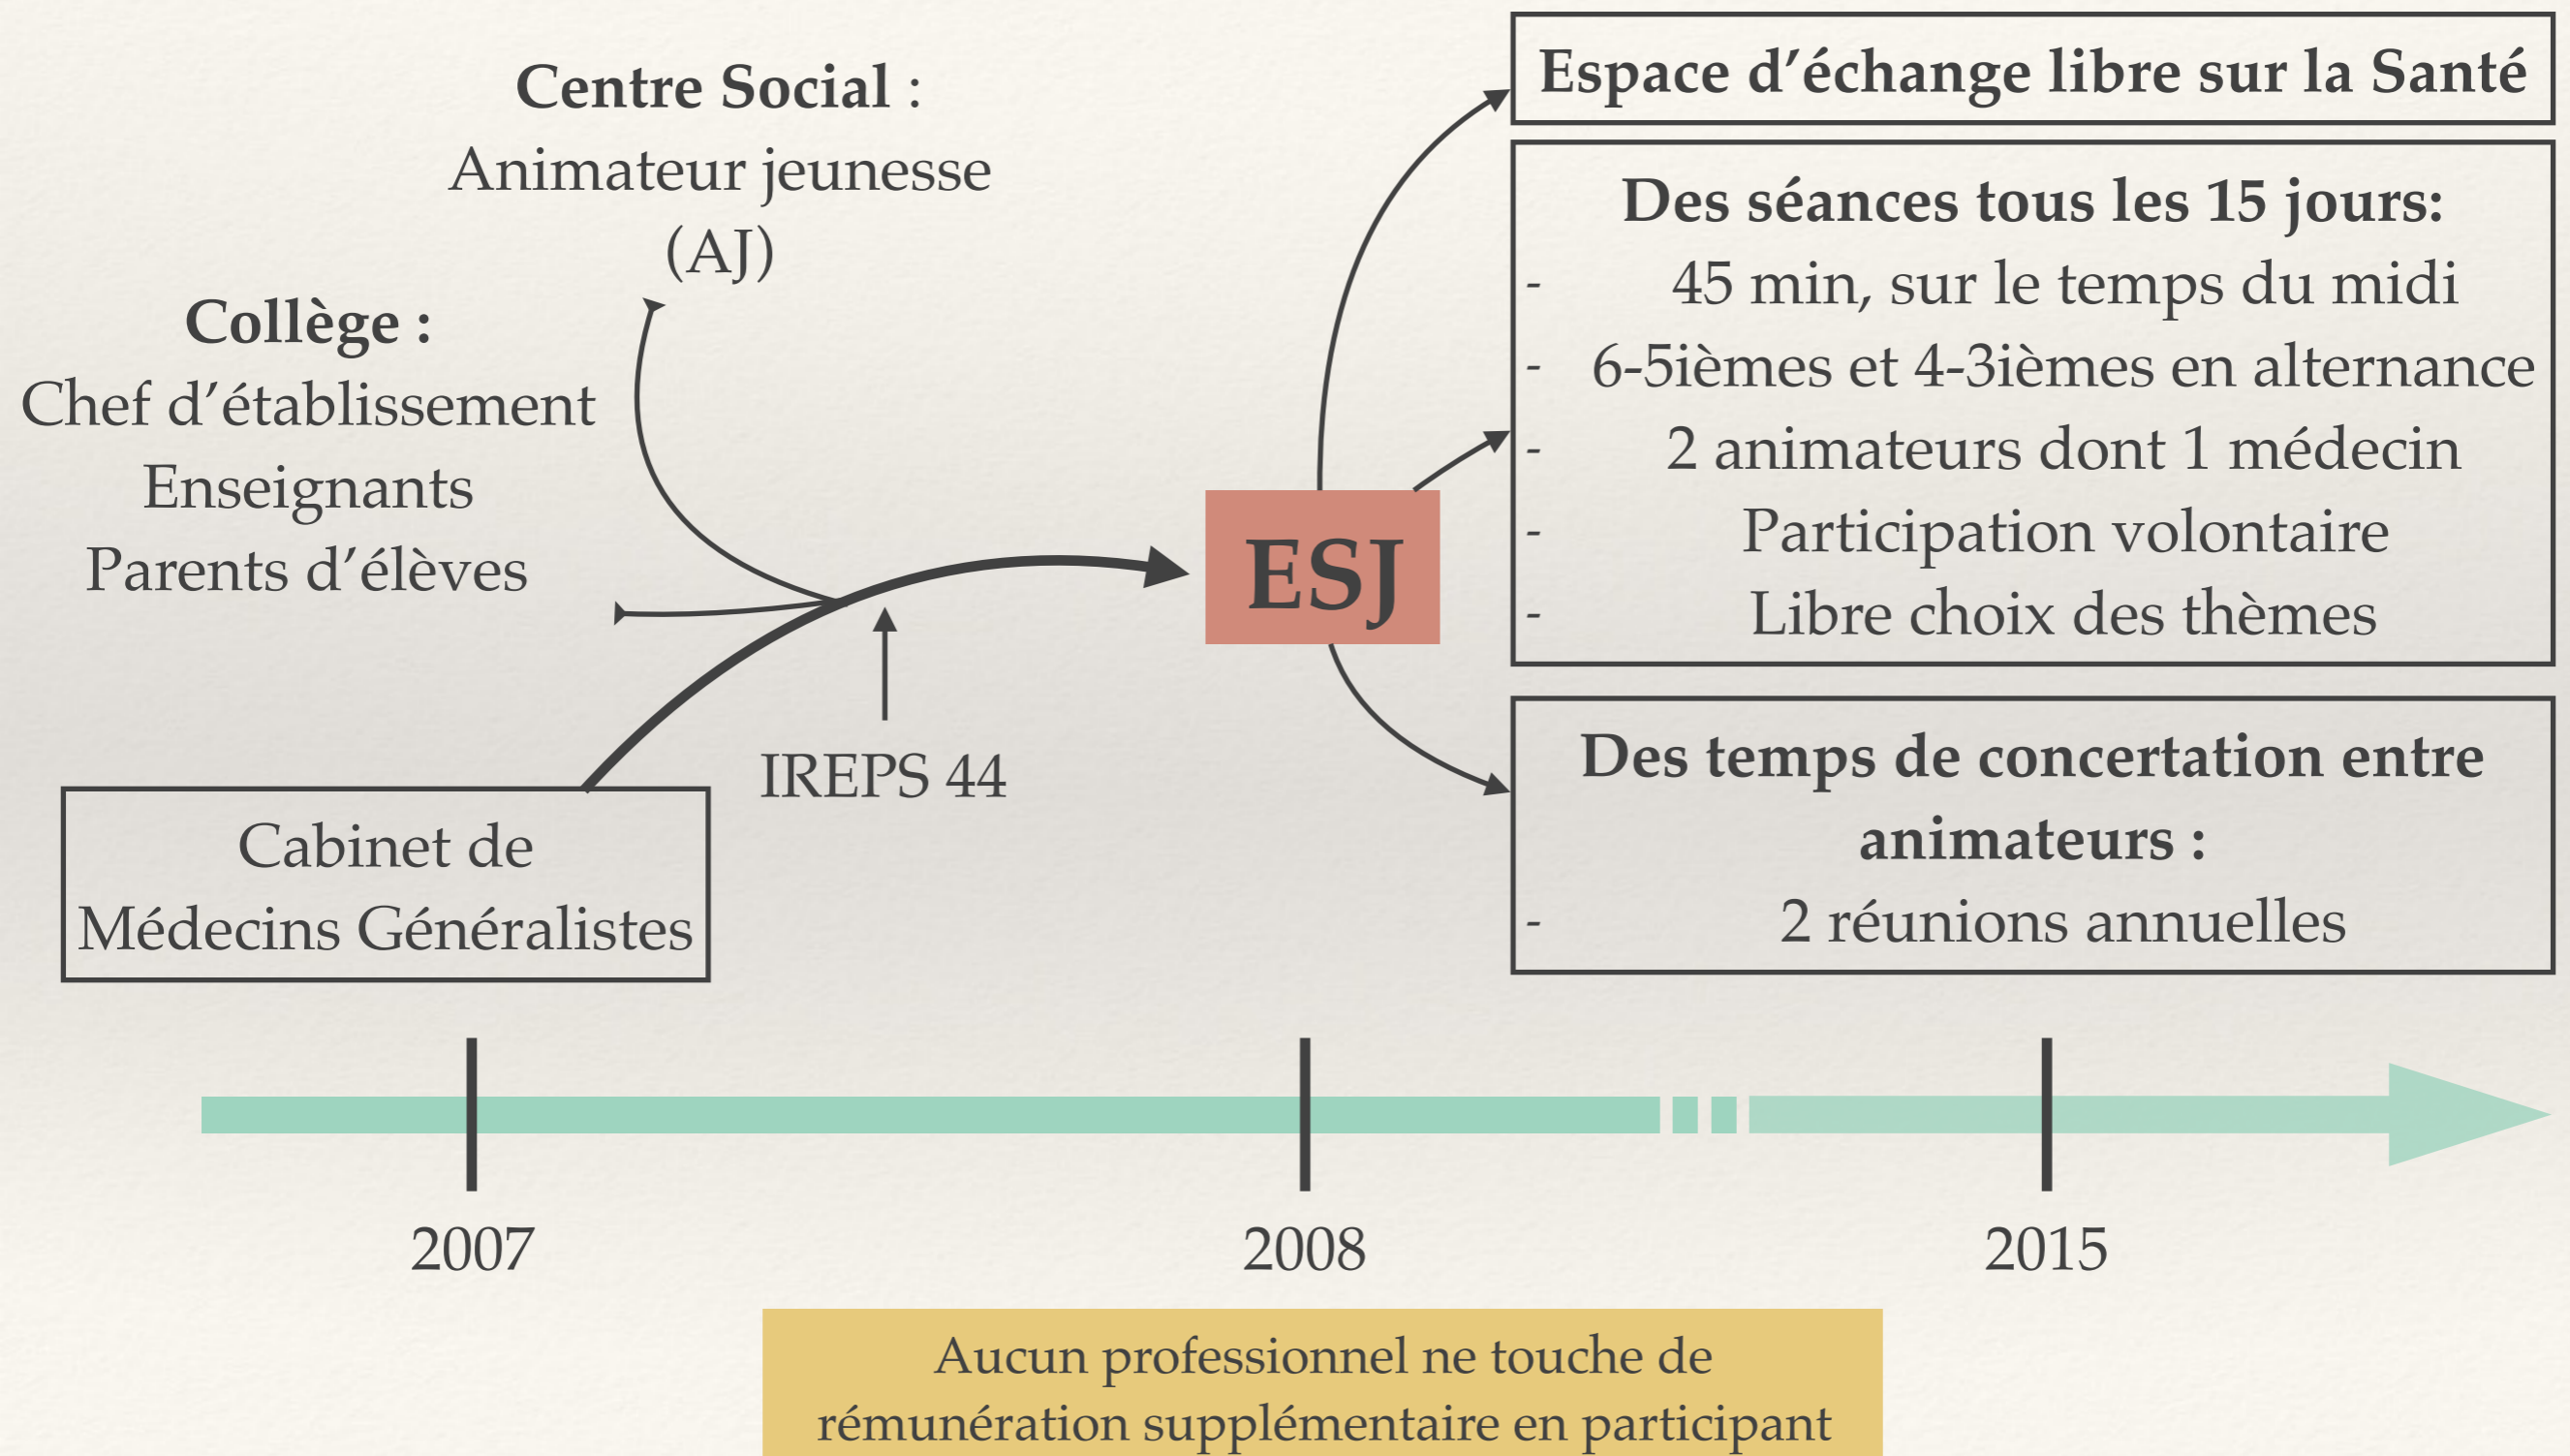 Centre Social :
Animateur jeunesse
(AJ)
Collège :
Chef d’établissement
Enseignants
Parents d’élèves
IREPS 44
Cabinet de
Médecins Généralistes
ESJ
Espace d’échange libre sur la Santé
Des séances tous les 15 jours:
- 45 min, sur le temps du midi
- 6-5ièmes et 4-3ièmes en alternance
- 2 animateurs dont 1 médecin
- Participation volontaire
- Libre choix des thèmes
Des temps de concertation entre
animateurs :
- 2 réunions annuelles
2007
2008
2015
Aucun professionnel ne touche de
rémunération supplémentaire en participant